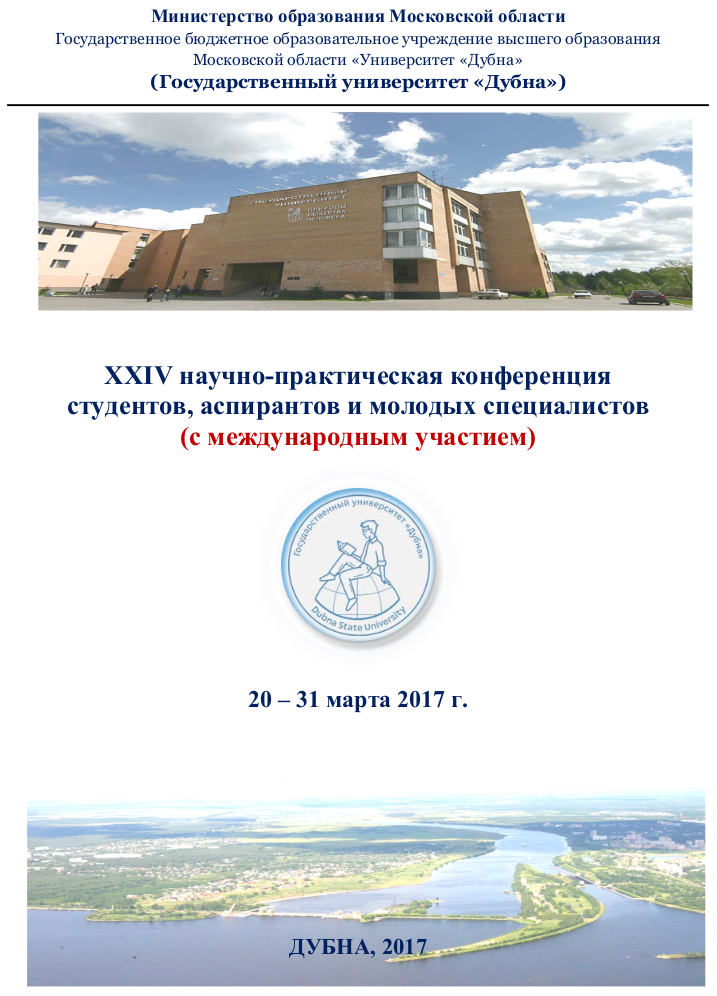 Министерство образования Московской области
Государственное бюджетное образовательное учреждение высшего образования
Московской области «Университет «Дубна»
(Государственный университет «Дубна»)
ГОСУДАРСТВЕННЫЙ
УНИВЕРСИТЕТ
ПРИРОДЫ
ОБЩЕСТВА
ЧЕЛОВЕКА
XXIV научно-практическая конференция
студентов, аспирантов и молодых специалистов
(с международным участием)
Государственный университет «Дубна»
Dubna State University
20 – 31 марта 2017 г.
ДУБНА, 2017